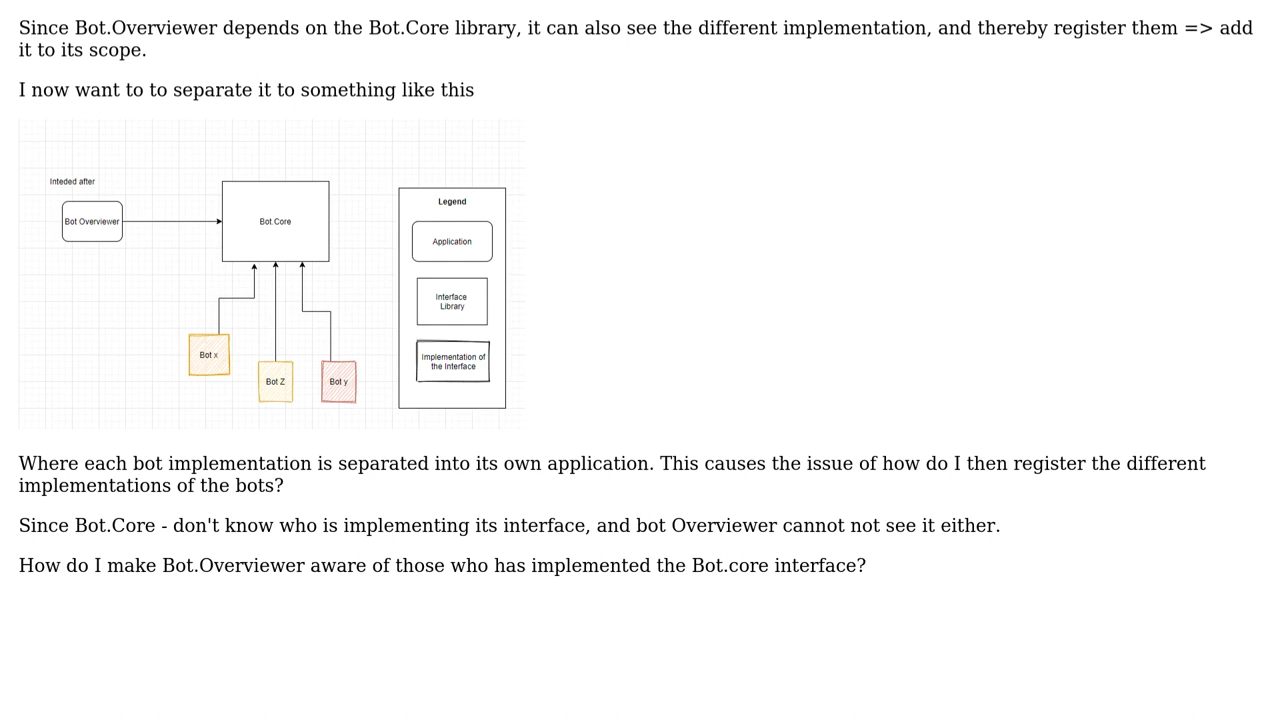 Since Bot.Overviewer depends on the Bot.Core library, it can also see the different implementation, and thereby register them => add
it to its scope.
I now want to to separate it to something like this
Inteded after
Bot Overviewer
Bot.Core
Bot x
Bot Z
Bot y
Legend
Application
Interface
Library
Implementation of
the Interface
Where each bot implementation is separated into its own application. This causes the issue of how do I then register the different
implementations of the bots?
Since Bot.Core - don't know who is implementing its interface, and bot Overviewer cannot not see it either.
How do I make Bot.Overviewer aware of those who has implemented the Bot.core interface?